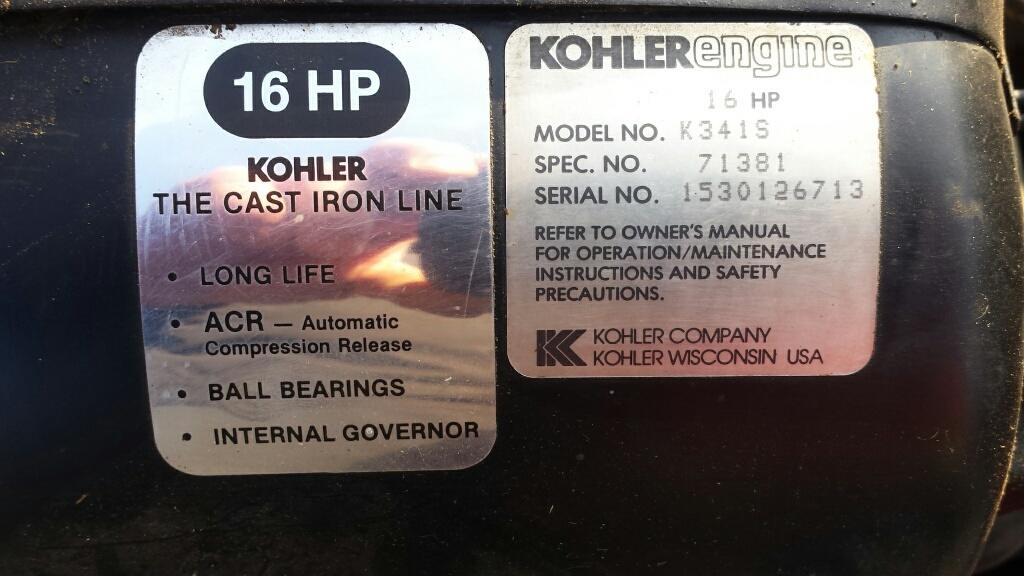 16 HP
KOHLER
THE CAST IRON LINE
• LONG LIFE
• ACR — Automatic
Compression Release
• BALL BEARINGS
• INTERNAL GOVERNOR
KOHLERengine
16 HP
MODEL NO. K341S
SPEC. NO. 71381
SERIAL NO. 1530126713
REFER TO OWNER'S MANUAL
FOR OPERATION/MAINTENANCE
INSTRUCTIONS AND SAFETY
PRECAUTIONS.
K KOHLER COMPANY
KOHLER WISCONSIN USA